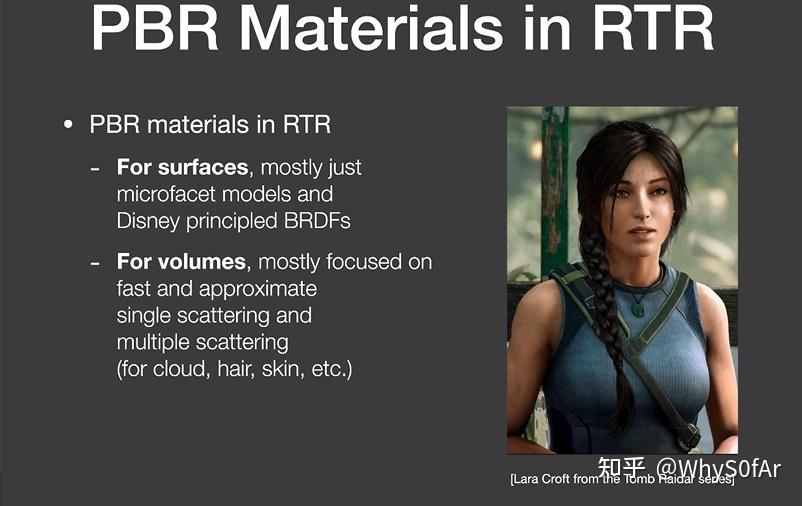 PBR Materials in RTR
• PBR materials in RTR
- For surfaces, mostly just
microfacet models and
Disney principled BRDFs
- For volumes, mostly focused on
fast and approximate
single scattering and
multiple scattering
(for cloud, hair, skin, etc.)
知乎 @WhyS0fAr
[Lara Croft from the Tomb Raidar series]